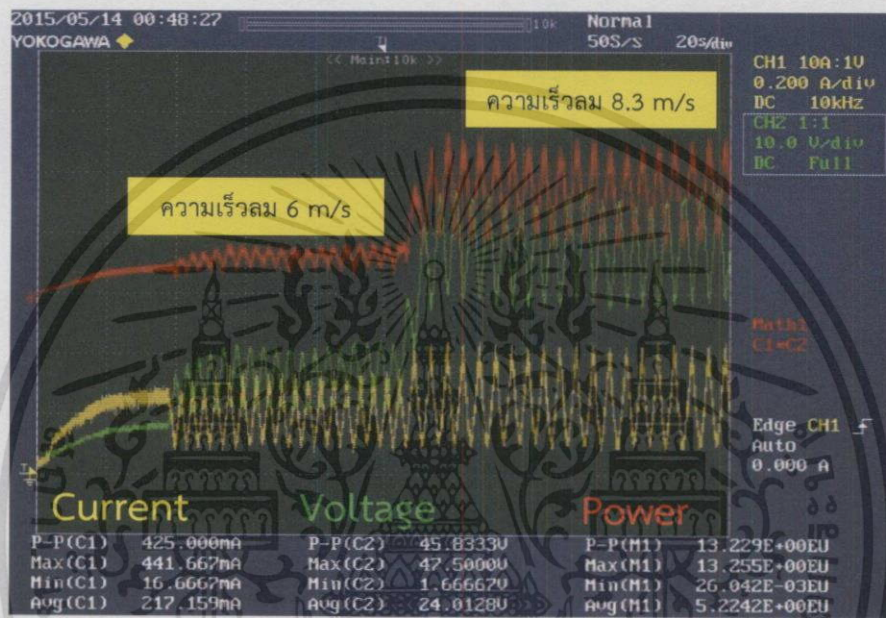 2015/05/14 00:48:27
10k
Normal
YOKOGAWA
50S/s 20s/div
<< Main:10k >>
CH1 10A:1V
0.200 A/div
DC 10kHz
CH2 1:1
10.0 V/div
DC Full
ความเร็วลม 8.3 m/s
ความเร็วลม 6 m/s
Math1
C1*C2
Edge CH1
Auto
0.000 A
Current Voltage Power
P-P(C1) 425.000mA P-P(C2) 45.8333V P-P(M1) 13.229E+00EU
Max(C1) 441.667mA Max(C2) 47.5000V Max(M1) 13.255E+00EU
Min(C1) 16.6667mA Min(C2) 1.66667V Min(M1) 26.042E-03EU
Avg(C1) 217.159mA Avg(C2) 24.0128V Avg(M1) 5.2242E+00EU